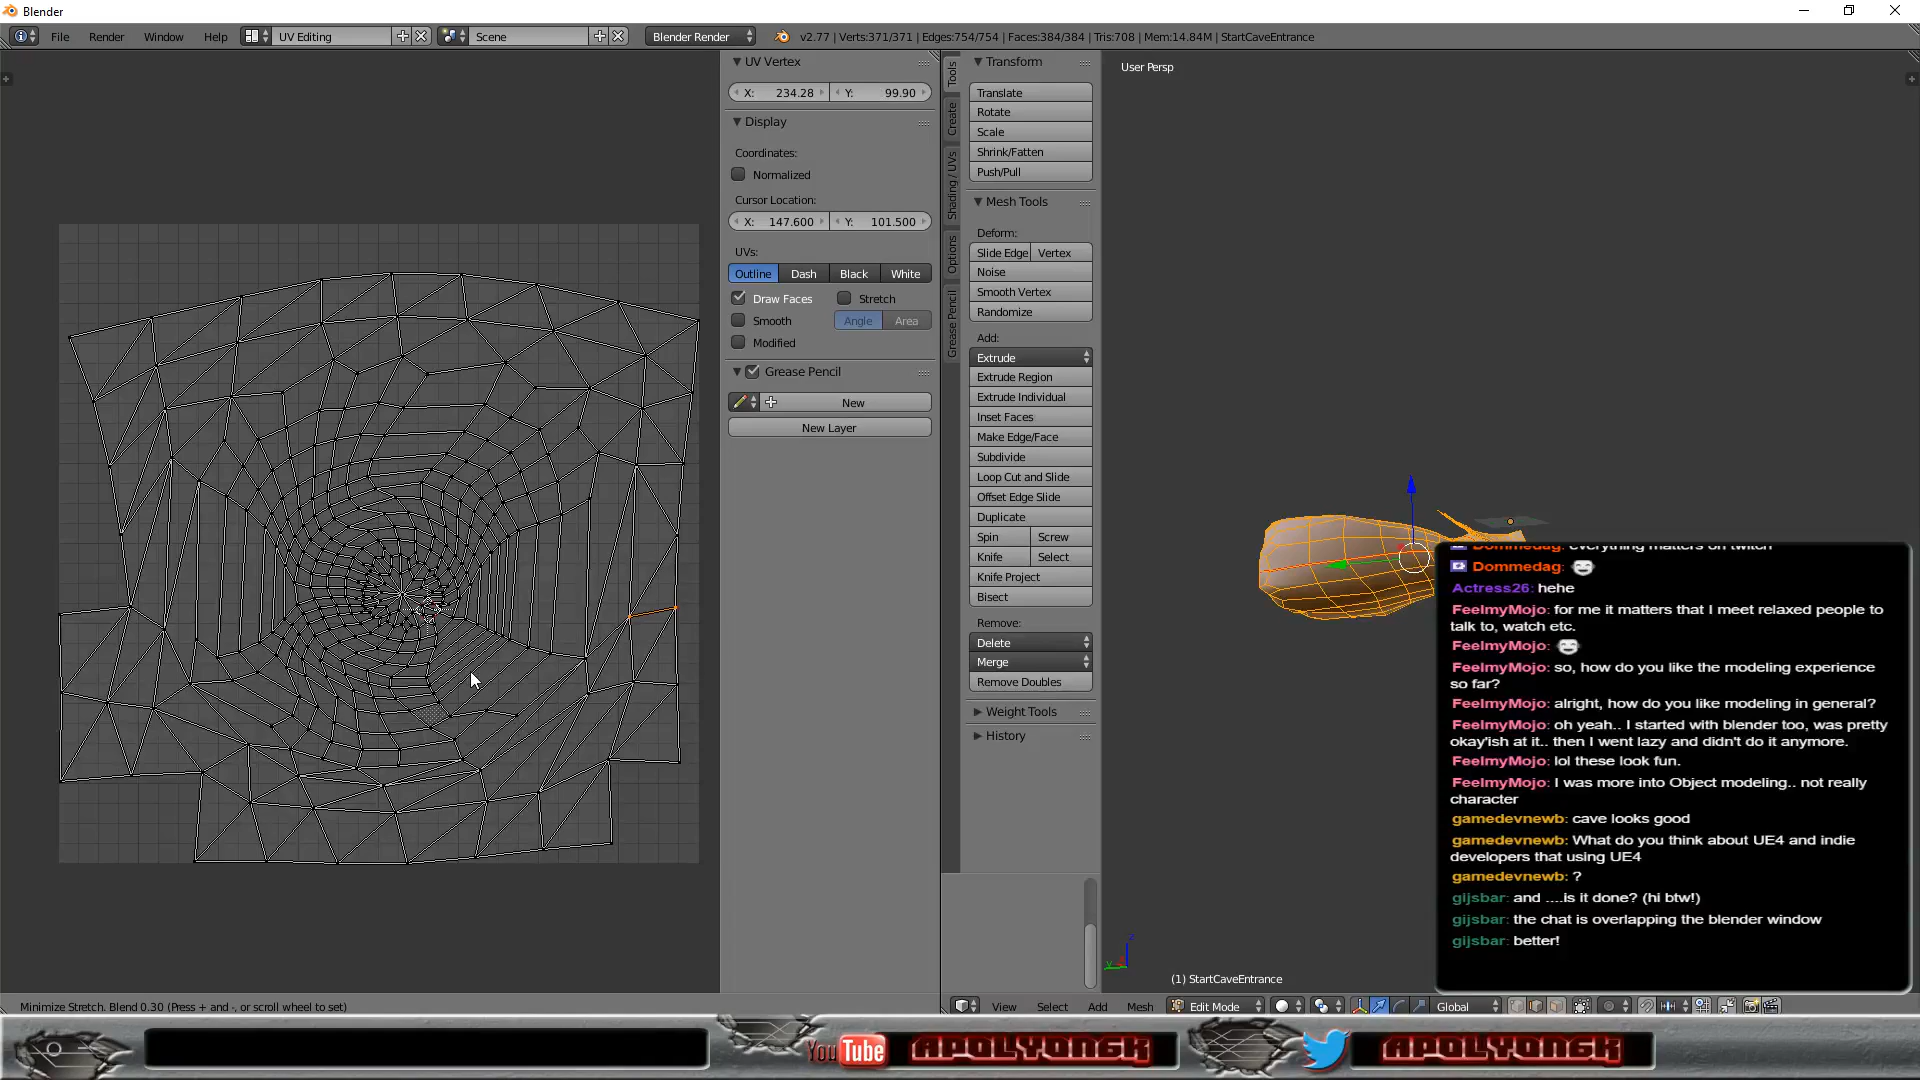 Blender
File Render Window Help UV Editing Scene Blender Render v2.77 | Verts:371/371 | Edges:754/754 | Faces:384/384 | Tris:708 | Mem:14.84M | StartCaveEntrance
UV Vertex
X: 234.28 Y: 99.90
Display
Coordinates:
Normalized
Cursor Location:
X: 147.600 Y: 101.500
UVs:
Outline Dash Black White
Draw Faces Stretch
Smooth Angle Area
Modified
Grease Pencil
New
New Layer
Tools
Create
Shading / UVs
Options
Grease Pencil
Transform
Translate
Rotate
Scale
Shrink/Fatten
Push/Pull
Mesh Tools
Deform:
Slide Edge Vertex
Noise
Smooth Vertex
Randomize
Add:
Extrude
Extrude Region
Extrude Individual
Inset Faces
Make Edge/Face
Subdivide
Loop Cut and Slide
Offset Edge Slide
Duplicate
Spin Screw
Knife Select
Knife Project
Bisect
Remove:
Delete
Merge
Remove Doubles
Weight Tools
History
User Persp
Dommedag: everything matters on twitch
Dommedag:
Actress26: hehe
FeelmyMojo: for me it matters that I meet relaxed people to
talk to, watch etc.
FeelmyMojo:
FeelmyMojo: so, how do you like the modeling experience
so far?
FeelmyMojo: alright, how do you like modeling in general?
FeelmyMojo: oh yeah.. I started with blender too, was pretty
okay'ish at it.. then I went lazy and didn't do it anymore.
FeelmyMojo: lol these look fun.
FeelmyMojo: I was more into Object modeling.. not really
character
gamedevnewb: cave looks good
gamedevnewb: What do you think about UE4 and indie
developers that using UE4
gamedevnewb: ?
gijsbar: and ....is it done? (hi btw!)
gijsbar: the chat is overlapping the blender window
gijsbar: better!
z
y
(1) StartCaveEntrance
Minimize Stretch. Blend 0.30 (Press + and -, or scroll wheel to set)
View Select Add Mesh Edit Mode Global
YouTube APOLYON6K APOLYON6K